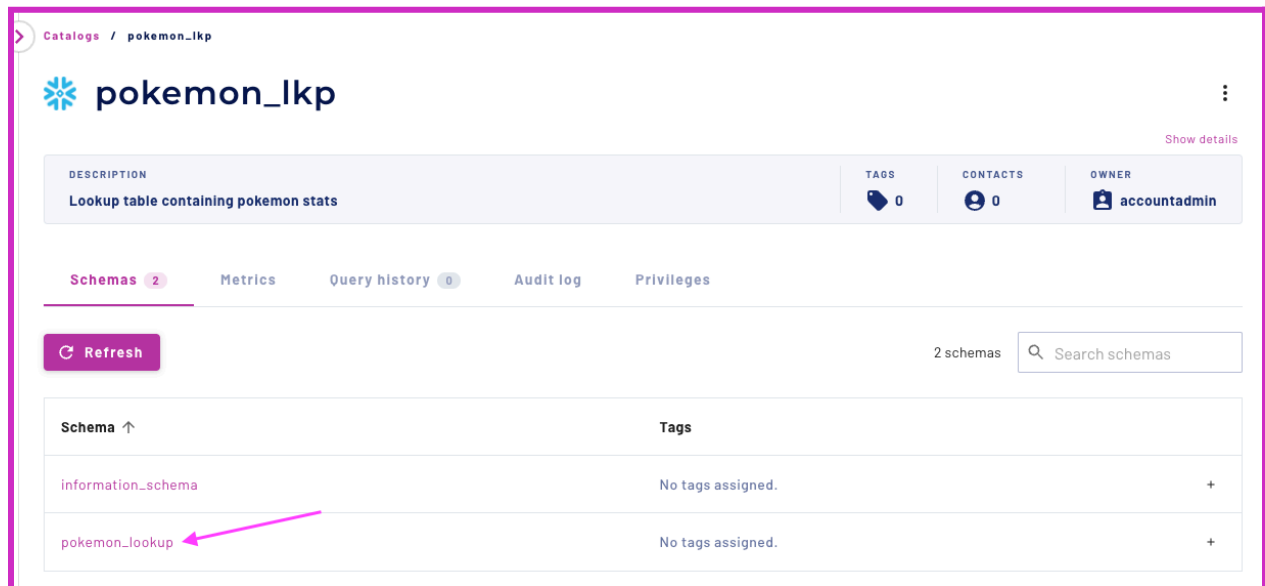 Catalogs / pokemon_lkp
pokemon_lkp
Show details
DESCRIPTION
Lookup table containing pokemon stats
TAGS
0
CONTACTS
0
OWNER
accountadmin
Schemas 2 Metrics Query history 0 Audit log Privileges
Refresh
2 schemas
Search schemas
Schema ↑ Tags
information_schema No tags assigned. +
pokemon_lookup No tags assigned. +